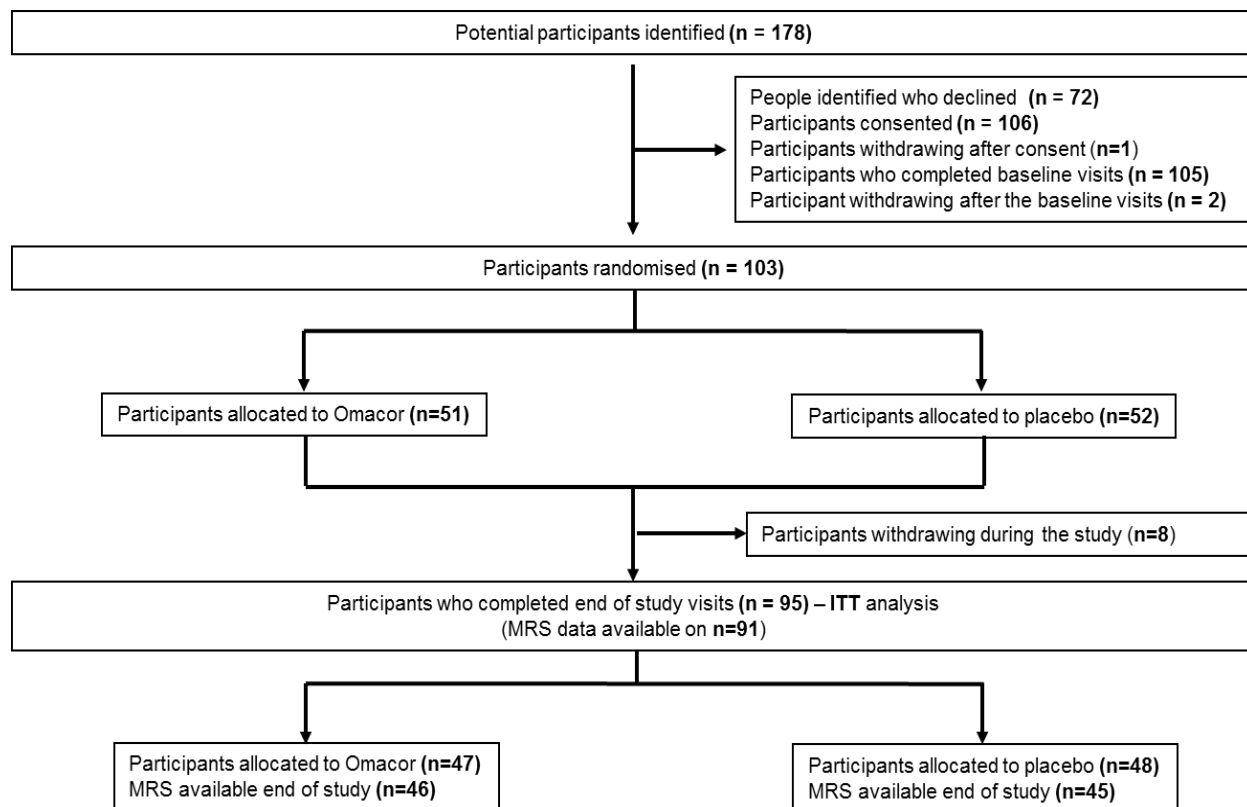 Potential participants identified (n = 178)
People identified who declined (n = 72)
Participants consented (n = 106)
Participants withdrawing after consent (n=1)
Participants who completed baseline visits (n = 105)
Participant withdrawing after the baseline visits (n = 2)
Participants randomised (n = 103)
Participants allocated to Omacor (n=51)
Participants allocated to placebo (n=52)
Participants withdrawing during the study (n=8)
Participants who completed end of study visits (n = 95) – ITT analysis
(MRS data available on n=91)
Participants allocated to Omacor (n=47)
MRS available end of study (n=46)
Participants allocated to placebo (n=48)
MRS available end of study (n=45)